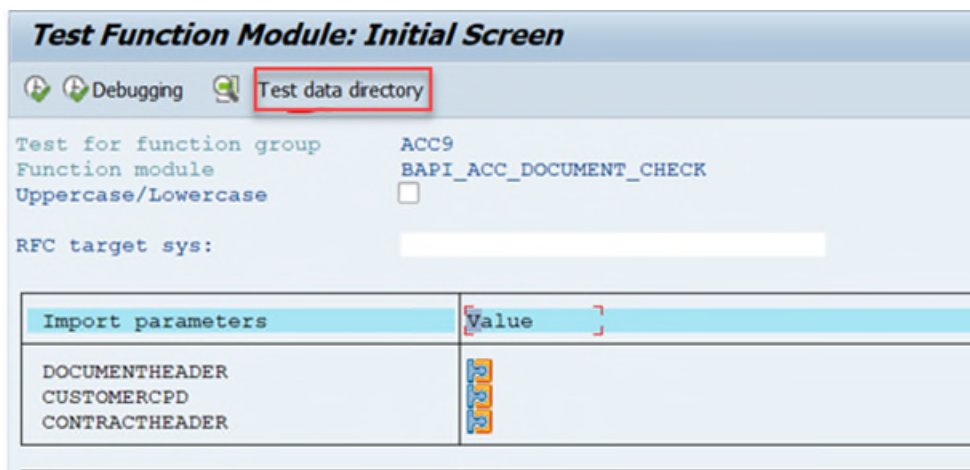 Test Function Module: Initial Screen
Debugging Test data directory
Test for function group ACC9
Function module BAPI_ACC_DOCUMENT_CHECK
Uppercase/Lowercase
RFC target sys:
Import parameters Value
DOCUMENTHEADER
CUSTOMERCPD
CONTRACTHEADER